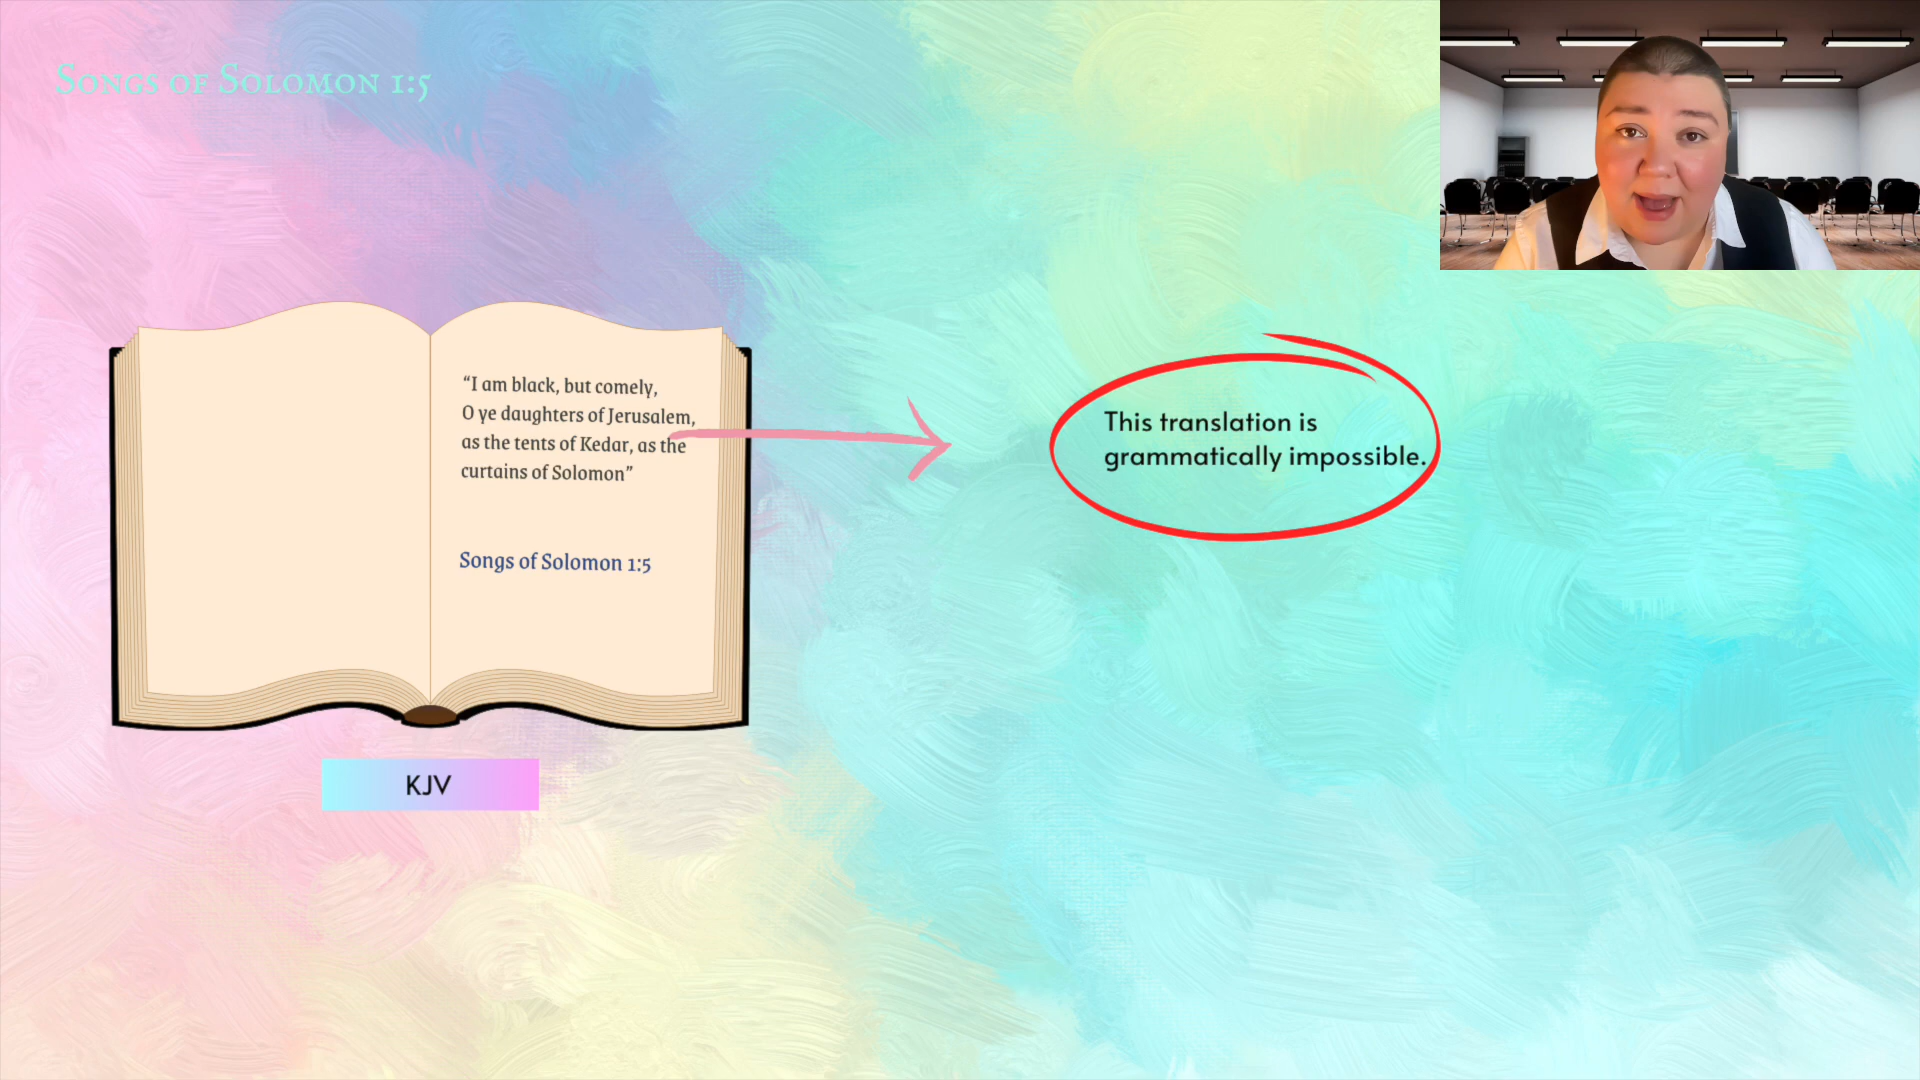 Songs of Solomon 1:5
“I am black, but comely,
O ye daughters of Jerusalem,
as the tents of Kedar, as the
curtains of Solomon”
Songs of Solomon 1:5
KJV
This translation is
grammatically impossible.